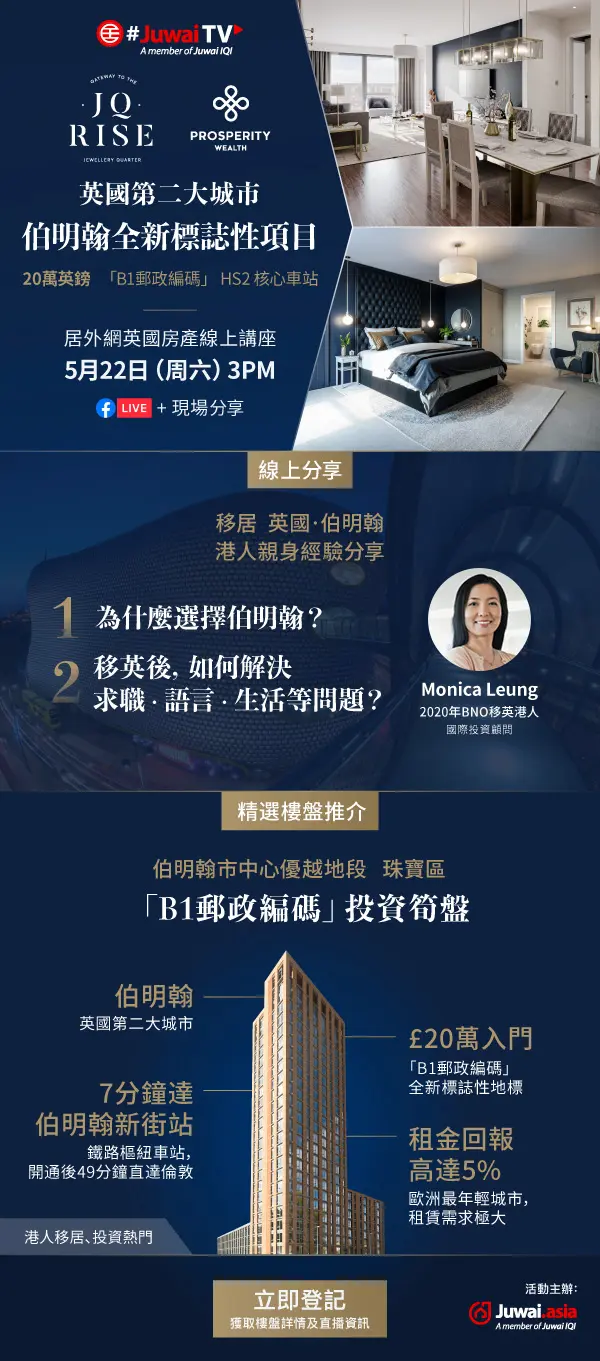 #JuwaiTV
A member of Juwai IQI
GATEWAY TO THE
JQ
RISE
JEWELLERY QUARTER
PROSPERITY
WEALTH
英國第二大城市
伯明翰全新標誌性項目
20萬英鎊 「B1郵政編碼」 HS2核心車站
居外網英國房產線上講座
5月22日（周六）3PM
LIVE + 現場分享
線上分享
移居 英國·伯明翰
港人親身經驗分享
1 為什麼選擇伯明翰？
2 移英後, 如何解決
求職·語言·生活等問題？
Monica Leung
2020年BNO移英港人
國際投資顧問
精選樓盤推介
伯明翰市中心優越地段 珠寶區
「B1郵政編碼」投資筍盤
伯明翰
英國第二大城市
£20萬入門
「B1郵政編碼」
全新標誌性地標
7分鐘達
伯明翰新街站
鐵路樞紐車站,
開通後49分鐘直達倫敦
租金回報
高達5%
歐洲最年輕城市,
租賃需求極大
港人移居、投資熱門
立即登記
獲取樓盤詳情及直播資訊
活動主辦:
Juwai.asia
A member of Juwai IQI